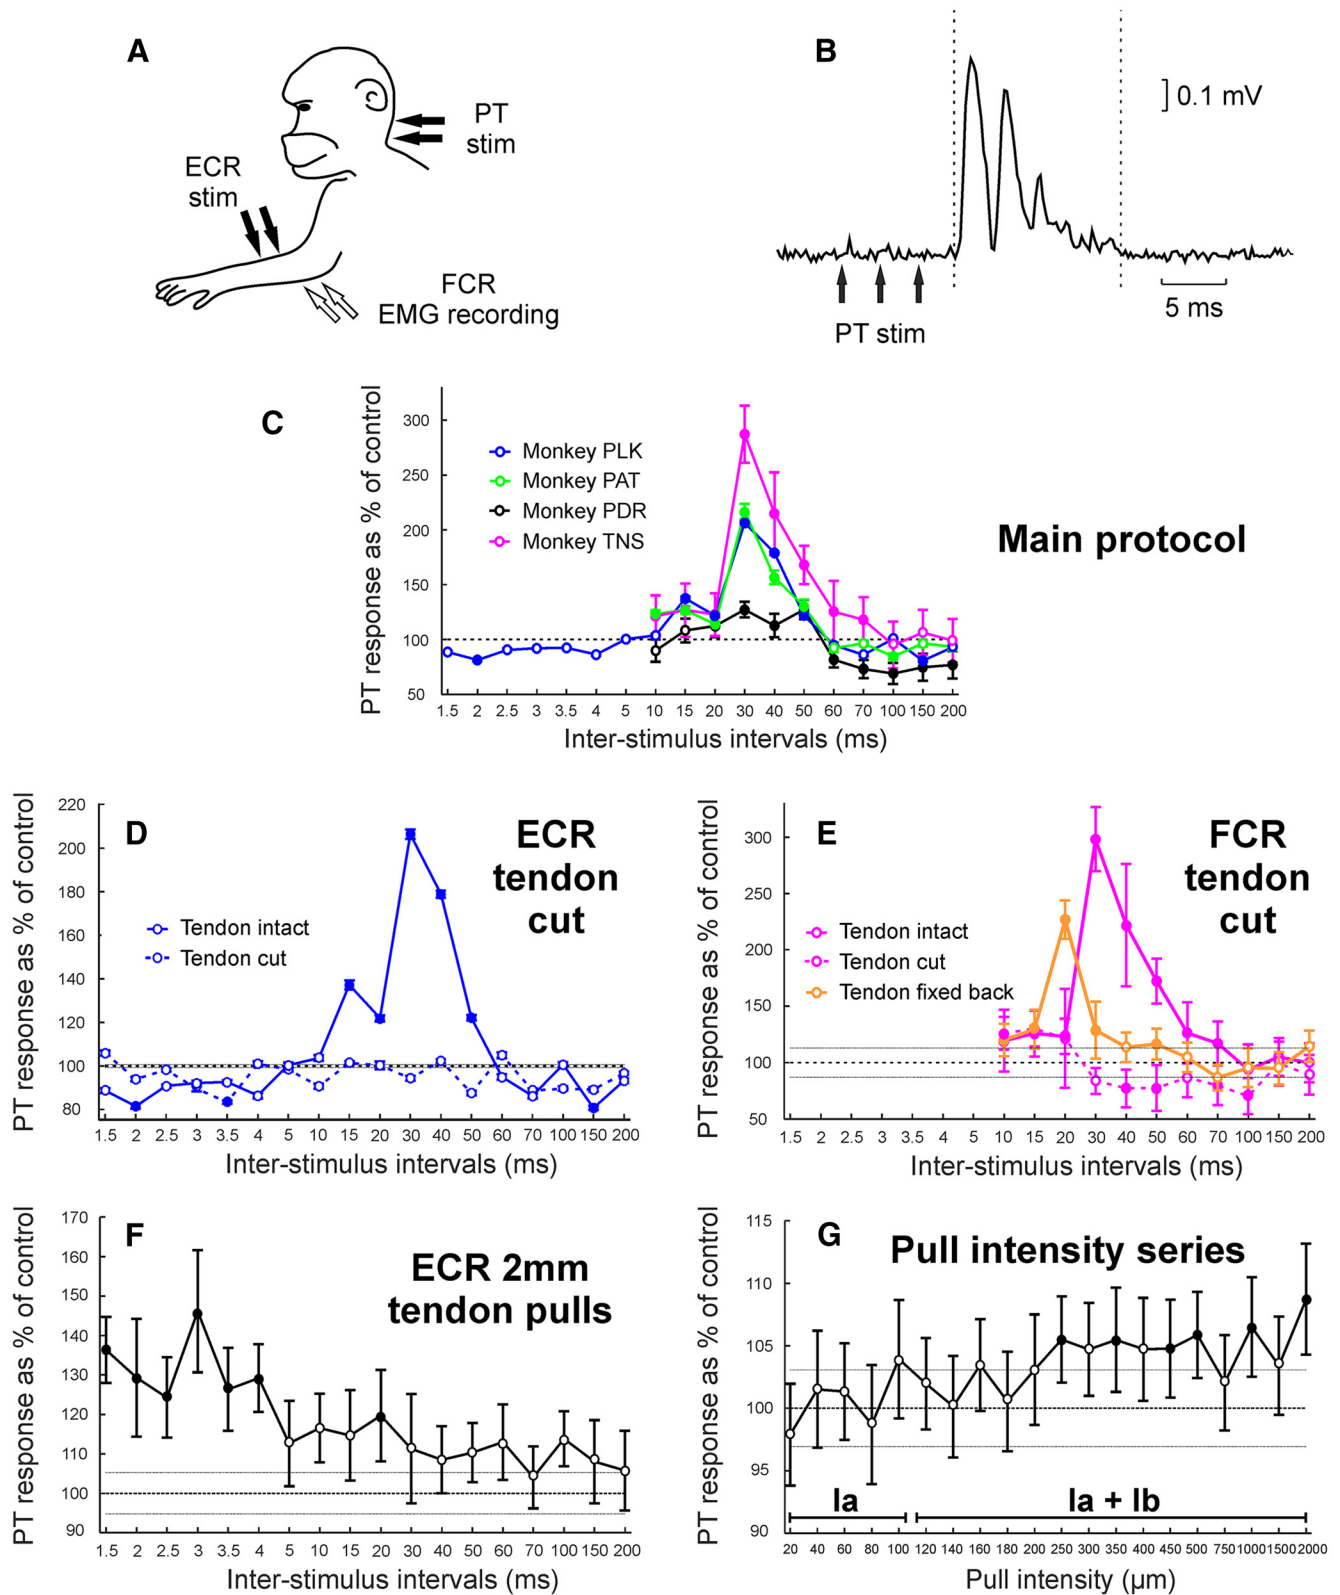 A
PT
stim
ECR
stim
FCR
EMG recording
B
0.1 mV
5 ms
PT stim
C
PT response as % of control
300
250
200
150
100
50
Monkey PLK
Monkey PAT
Monkey PDR
Monkey TNS
Main protocol
1.5 2 2.5 3 3.5 4 5 10 15 20 30 40 50 60 70 100 150 200
Inter-stimulus intervals (ms)
D
PT response as % of control
220
200
180
160
140
120
100
80
ECR
tendon
cut
Tendon intact
Tendon cut
1.5 2 2.5 3 3.5 4 5 10 15 20 30 40 50 60 70 100 150 200
Inter-stimulus intervals (ms)
E
PT response as % of control
300
250
200
150
100
50
FCR
tendon
cut
Tendon intact
Tendon cut
Tendon fixed back
1.5 2 2.5 3 3.5 4 5 10 15 20 30 40 50 60 70 100 150 200
Inter-stimulus intervals (ms)
F
PT response as % of control
170
160
150
140
130
120
110
100
90
ECR 2mm
tendon pulls
1.5 2 2.5 3 3.5 4 5 10 15 20 30 40 50 60 70 100 150 200
Inter-stimulus intervals (ms)
G
PT response as % of control
115
110
105
100
95
90
Pull intensity series
Ia
Ia + Ib
20 40 60 80 100 120 140 160 180 200 250 300 350 400 450 500 750 1000 1500 2000
Pull intensity (µm)